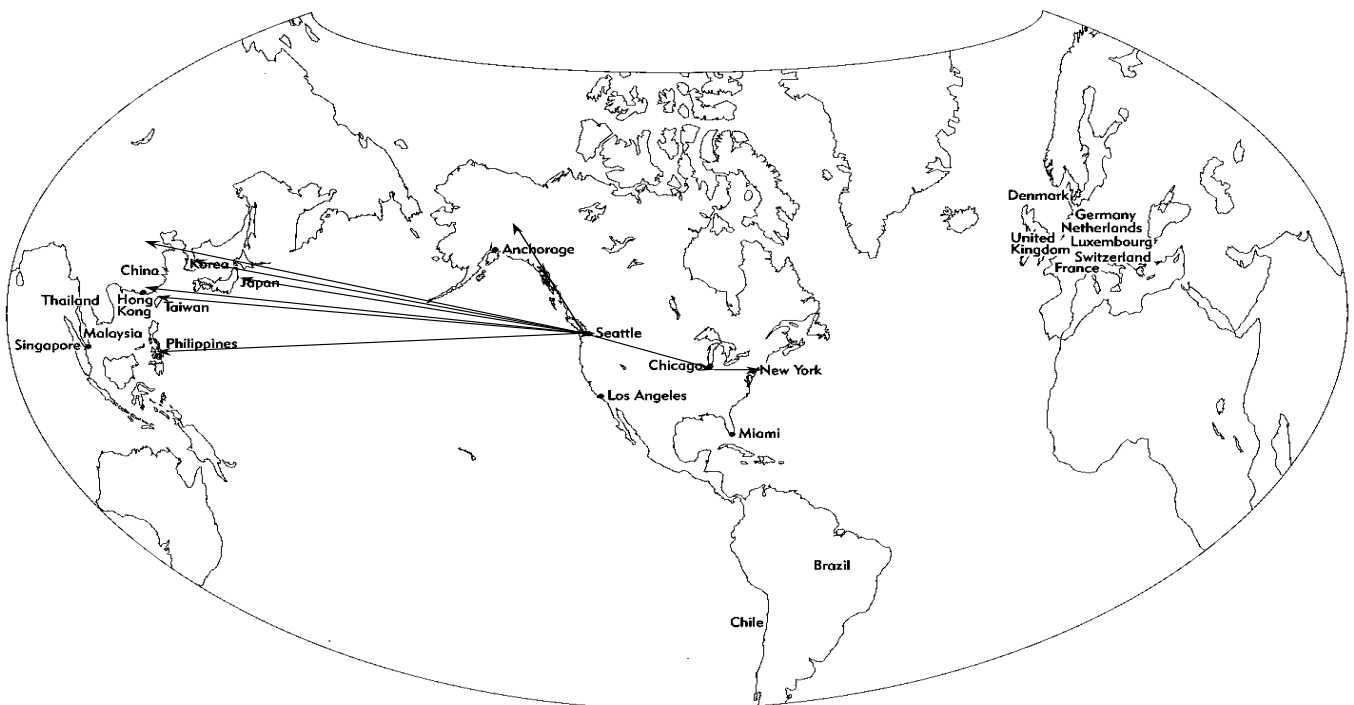 Denmark
Germany
Netherlands
United
Kingdom
Luxembourg
Switzerland
France
Anchorage
China
Korea
Japan
Thailand
Hong
Kong
Taiwan
Malaysia
Singapore
Philippines
Seattle
Chicago
New York
Los Angeles
Miami
Brazil
Chile